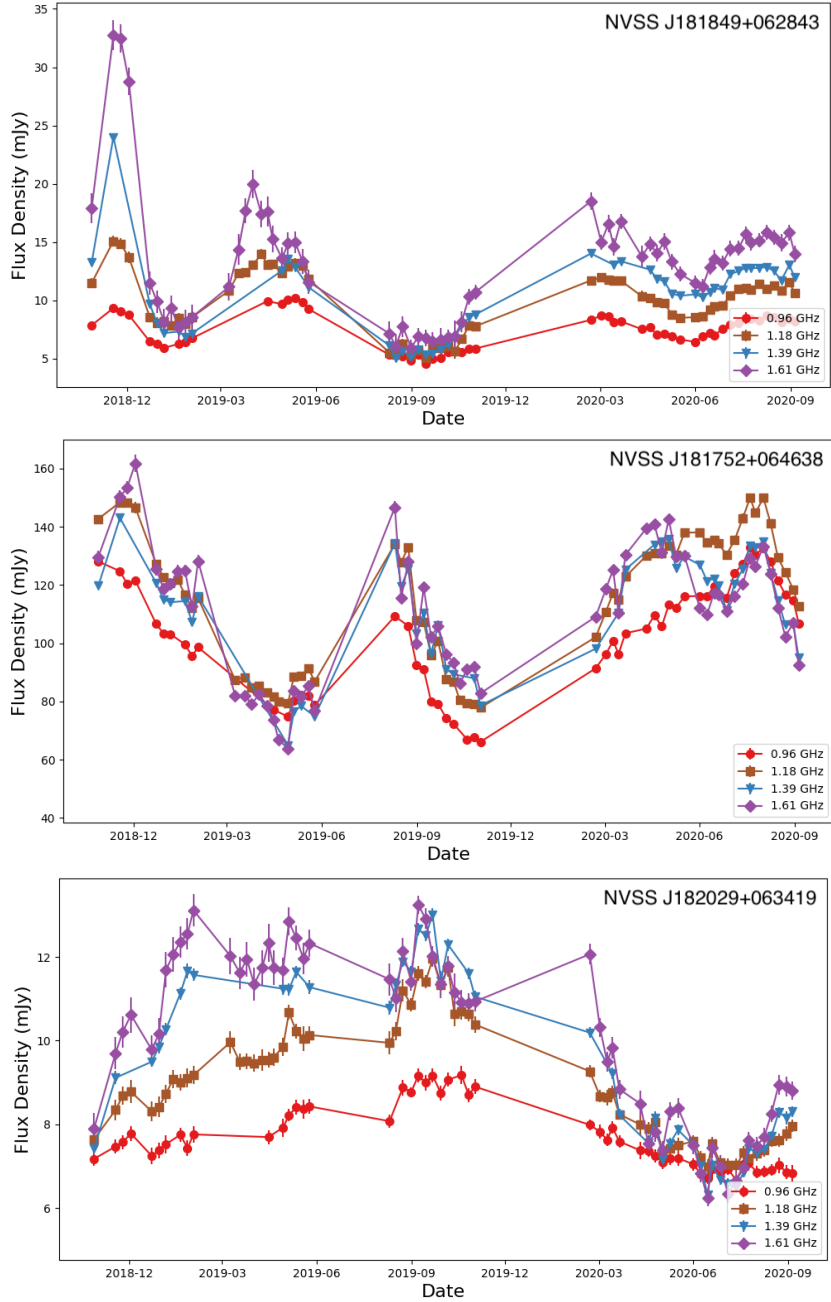 NVSS J181849+062843
35
30
25
20
15
10
5
Flux Density (mJy)
0.96 GHz
1.18 GHz
1.39 GHz
1.61 GHz
2018-12 2019-03 2019-06 2019-09 2019-12 2020-03 2020-06 2020-09
Date
NVSS J181752+064638
160
140
120
100
80
60
40
Flux Density (mJy)
0.96 GHz
1.18 GHz
1.39 GHz
1.61 GHz
2018-12 2019-03 2019-06 2019-09 2019-12 2020-03 2020-06 2020-09
Date
NVSS J182029+063419
12
10
8
6
Flux Density (mJy)
0.96 GHz
1.18 GHz
1.39 GHz
1.61 GHz
2018-12 2019-03 2019-06 2019-09 2019-12 2020-03 2020-06 2020-09
Date